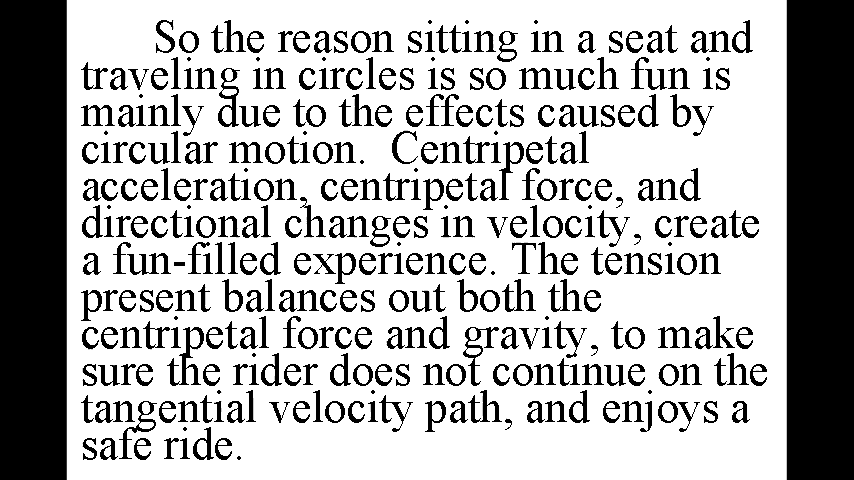 So the reason sitting in a seat and
traveling in circles is so much fun is
mainly due to the effects caused by
circular motion.  Centripetal
acceleration, centripetal force, and
directional changes in velocity, create
a fun-filled experience. The tension
present balances out both the
centripetal force and gravity, to make
sure the rider does not continue on the
tangential velocity path, and enjoys a
safe ride.